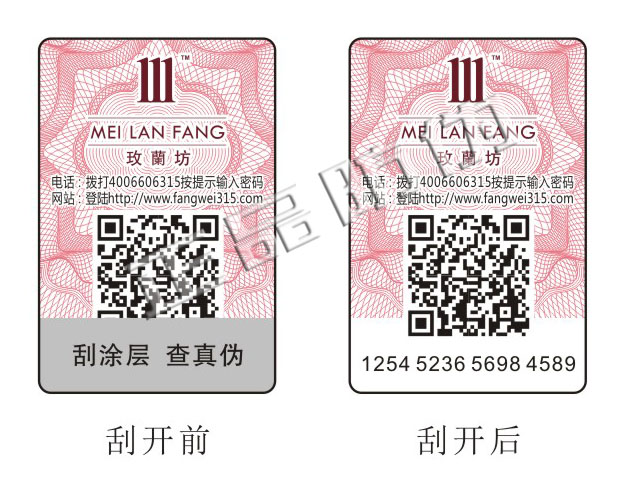 ™
MEI LAN FANG
玫蘭坊
电话：拨打4006606315按提示输入密码
网站：登陆http://www.fangwei315.com
刮涂层 查真伪
刮开前
™
MEI LAN FANG
玫蘭坊
电话：拨打4006606315按提示输入密码
网站：登陆http://www.fangwei315.com
1254 5236 5698 4589
刮开后